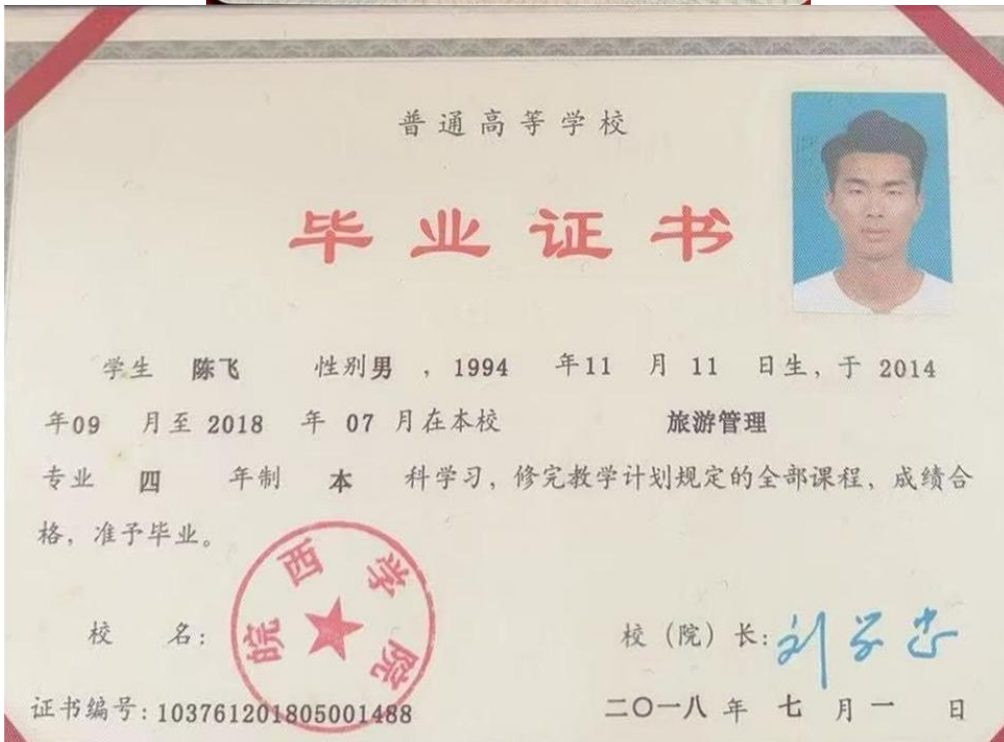 普通高等学校
毕业证书
学生 陈飞 性别男 ,1994 年11 月 11 日生,于 2014
年09 月至 2018 年 07 月在本校 旅游管理
专业 四 年制 本 科学习,修完教学计划规定的全部课程,成绩合
格,准予毕业。
皖西学院
校 名: 校(院)长:刘学忠
证书编号:103761201805001488 二〇一八 年 七 月 一 日